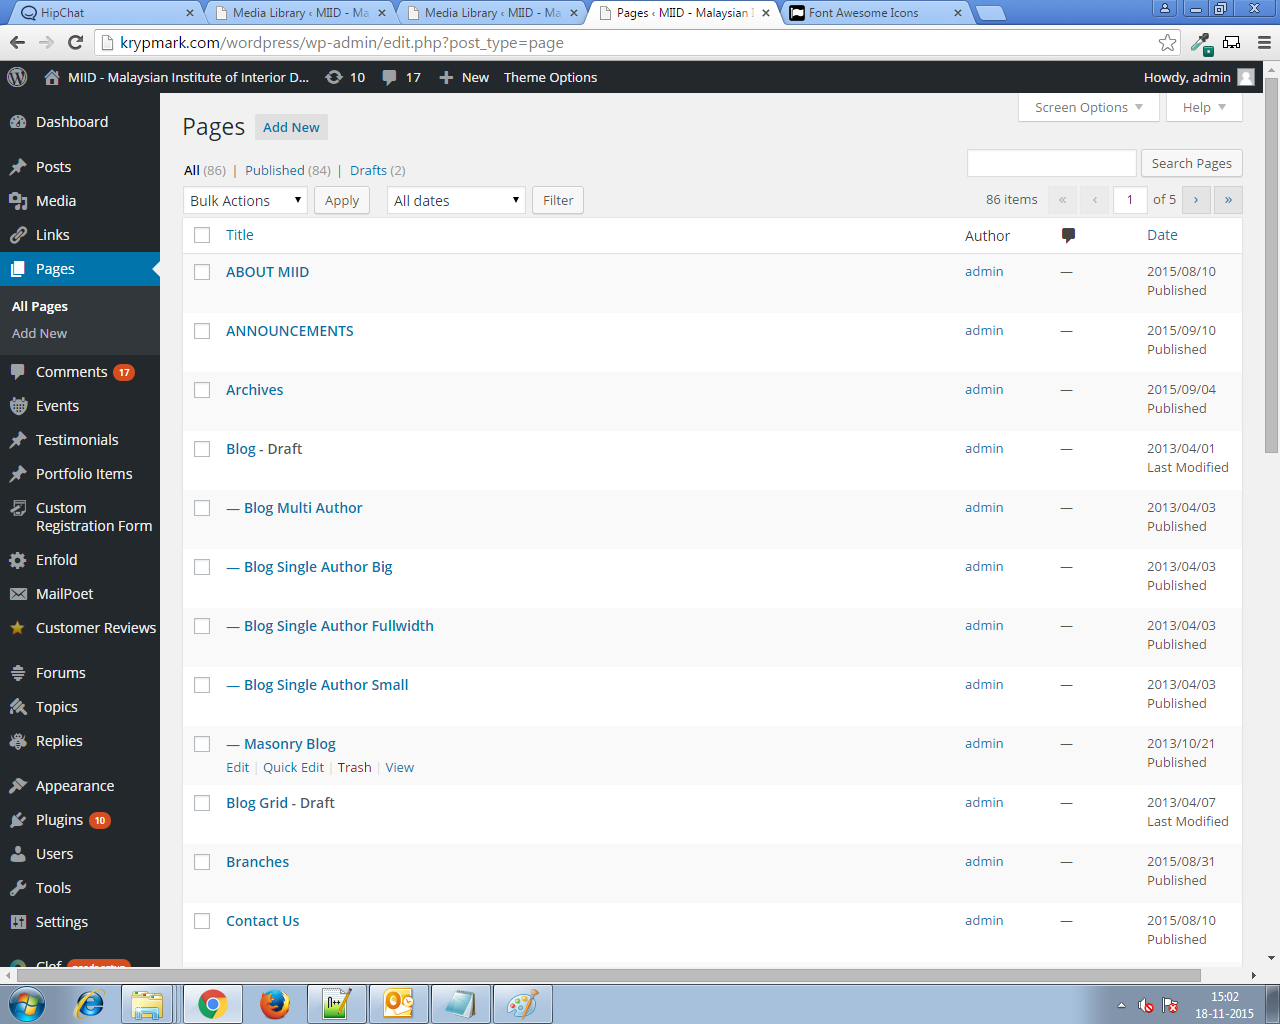 HipChat
Media Library ‹ MIID - Ma
Media Library ‹ MIID - Ma
Pages ‹ MIID - Malaysian
Font Awesome Icons
krypmark.com/wordpress/wp-admin/edit.php?post_type=page
MIID - Malaysian Institute of Interior D...
10
17
New
Theme Options
Howdy, admin
Dashboard
Posts
Media
Links
Pages
All Pages
Add New
Comments 17
Events
Testimonials
Portfolio Items
Custom
Registration Form
Enfold
MailPoet
Customer Reviews
Forums
Topics
Replies
Appearance
Plugins 10
Users
Tools
Settings
Clef
Screen Options
Help
Pages Add New
All (86) | Published (84) | Drafts (2)
Search Pages
Bulk Actions
Apply
All dates
Filter
86 items « ‹ 1 of 5 › »
Title Author Date
ABOUT MIID admin — 2015/08/10
Published
ANNOUNCEMENTS admin — 2015/09/10
Published
Archives admin — 2015/09/04
Published
Blog - Draft admin — 2013/04/01
Last Modified
— Blog Multi Author admin — 2013/04/03
Published
— Blog Single Author Big admin — 2013/04/03
Published
— Blog Single Author Fullwidth admin — 2013/04/03
Published
— Blog Single Author Small admin — 2013/04/03
Published
— Masonry Blog admin — 2013/10/21
Edit | Quick Edit | Trash | View Published
Blog Grid - Draft admin — 2013/04/07
Last Modified
Branches admin — 2015/08/31
Published
Contact Us admin — 2015/08/10
Published
15:02
18-11-2015